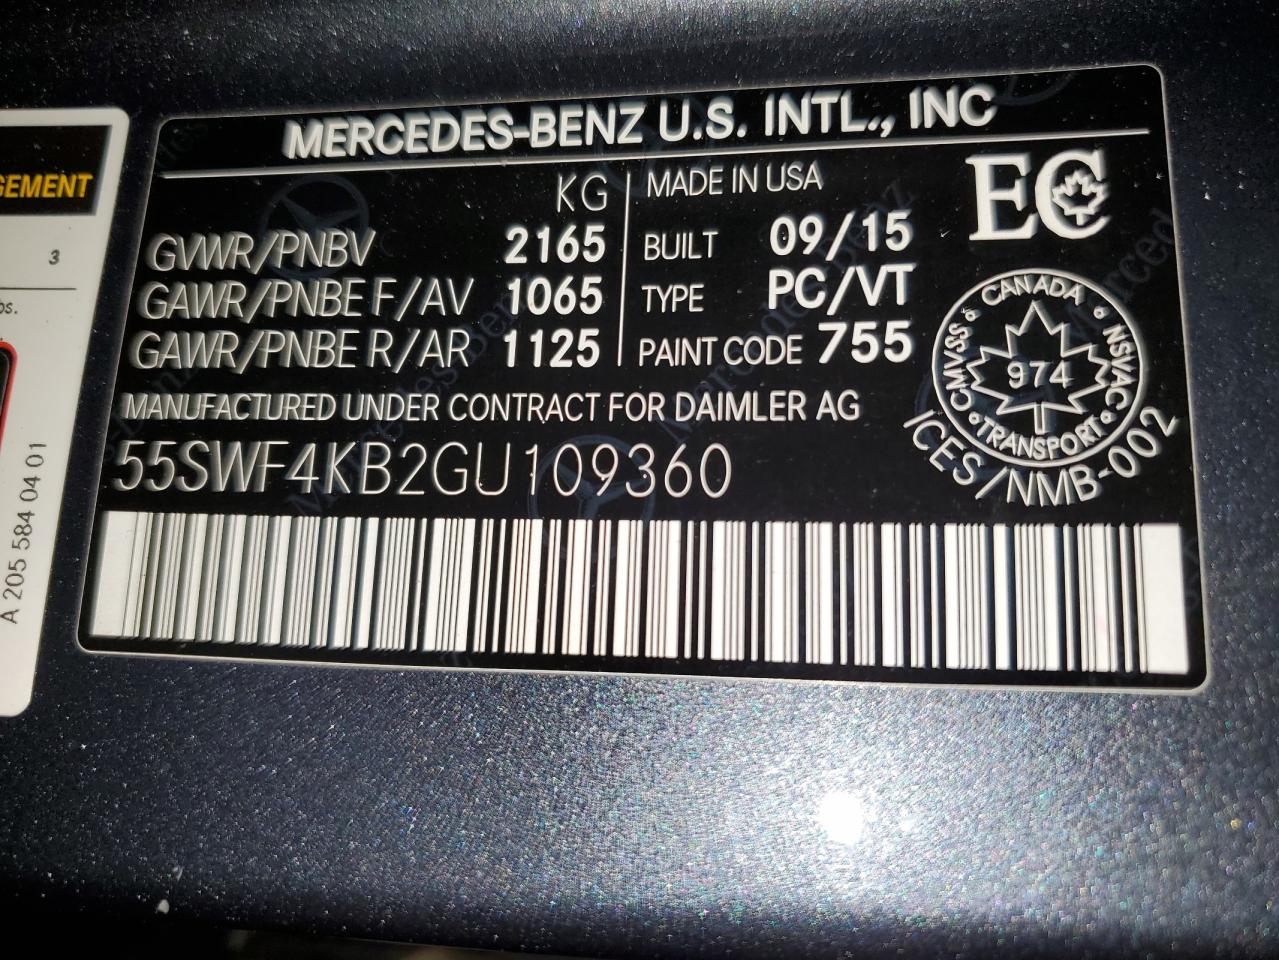 GEMENT
3
bs.
A 205 584 04 01
MERCEDES-BENZ U.S. INTL., INC
KG
GVWR/PNBV 2165
GAWR/PNBE F/AV 1065
GAWR/PNBE R/AR 1125
MADE IN USA
BUILT 09/15
TYPE PC/VT
PAINT CODE 755
EC
CANADA
CMVSS
974
NSVAC
TRANSPORT
ICES/NMB-002
MANUFACTURED UNDER CONTRACT FOR DAIMLER AG
55SWF4KB2GU109360